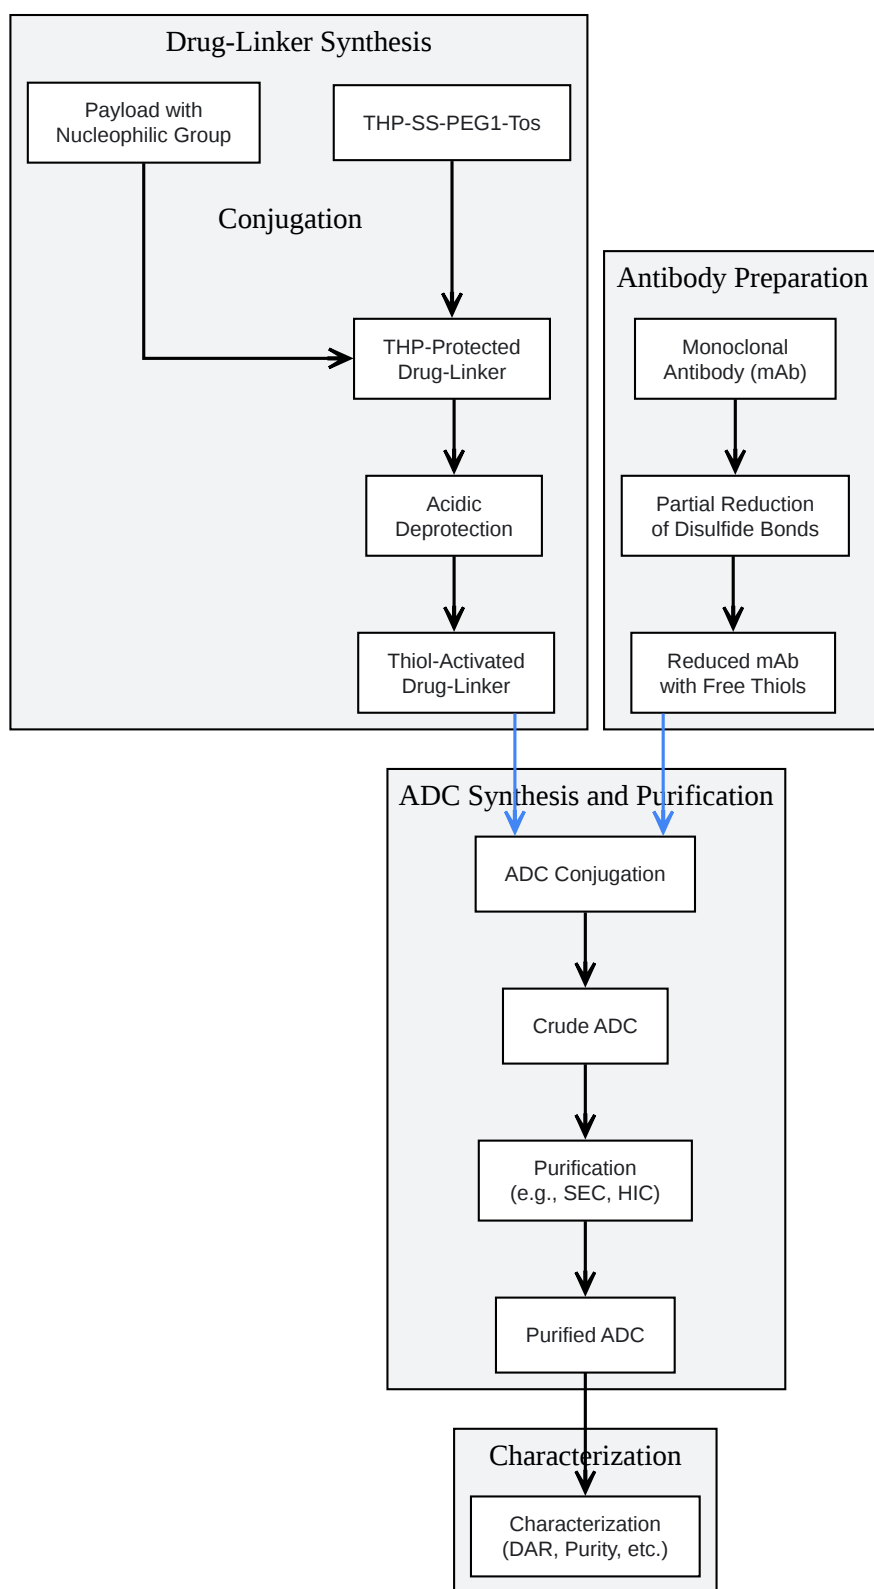 Drug-Linker Synthesis
Payload with
Nucleophilic Group
THP-SS-PEG1-Tos
Conjugation
THP-Protected
Drug-Linker
Acidic
Deprotection
Thiol-Activated
Drug-Linker
Antibody Preparation
Monoclonal
Antibody (mAb)
Partial Reduction
of Disulfide Bonds
Reduced mAb
with Free Thiols
ADC Synthesis and Purification
ADC Conjugation
Crude ADC
Purification
(e.g., SEC, HIC)
Purified ADC
Characterization
Characterization
(DAR, Purity, etc.)